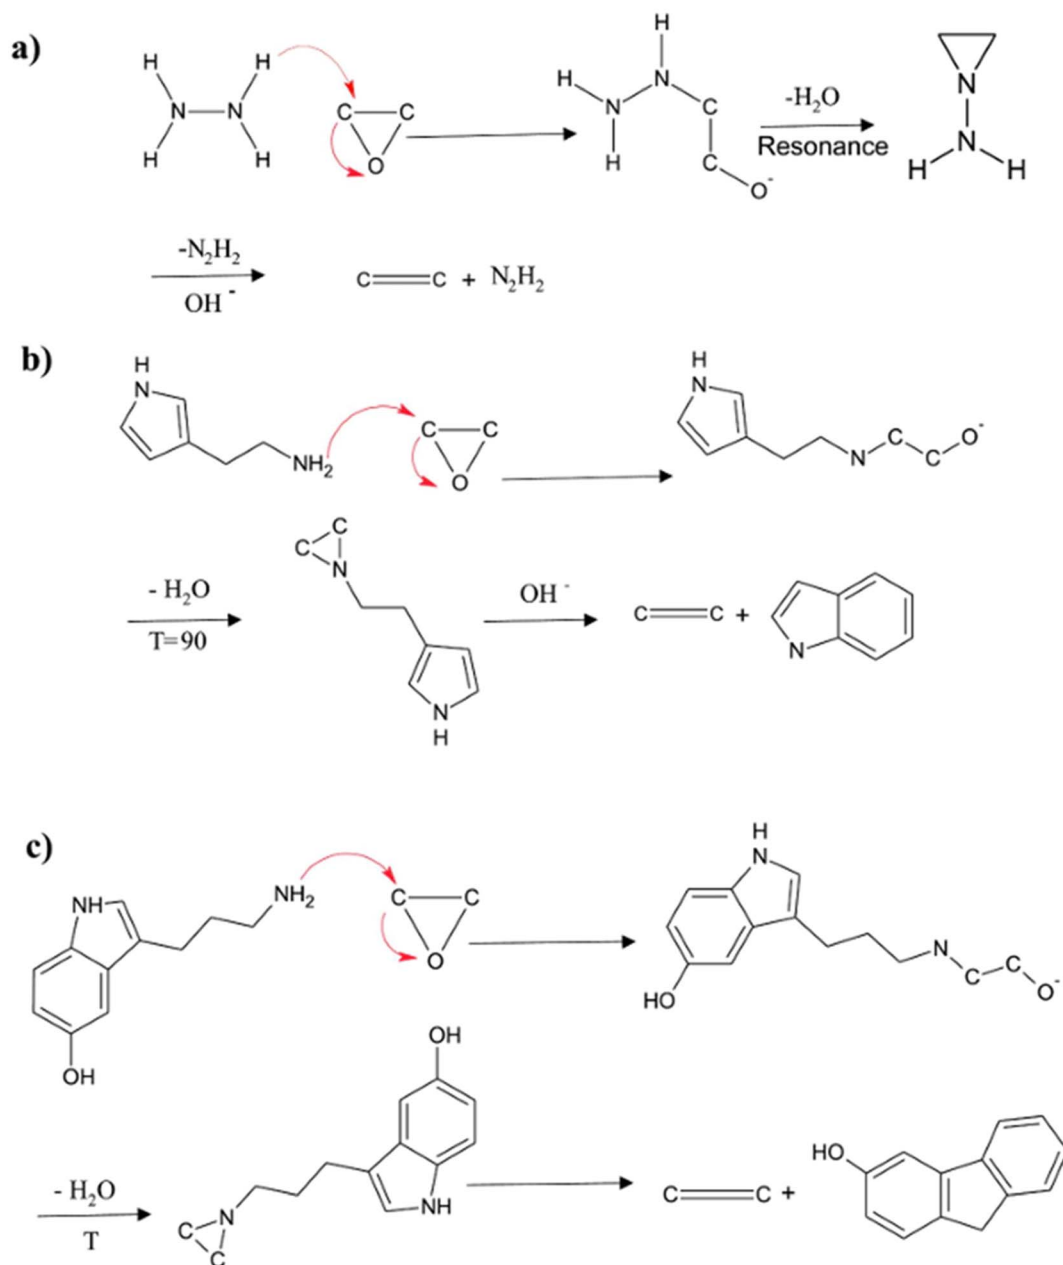 a)
H H
N N
H H
C C
O
H
H N
N C
H C
O-
-H2O
Resonance
N
N
H H
-N2H2
OH -
C C + N2H2
b)
H
N
NH2
C C
O
H
N
N C C O-
- H2O
T=90
C
C N
N
H
OH -
C C +
N
c)
NH
NH2
OH
C C
O
H
N
HO
N C C O-
- H2O
T
OH
C N
C
NH
C C +
HO